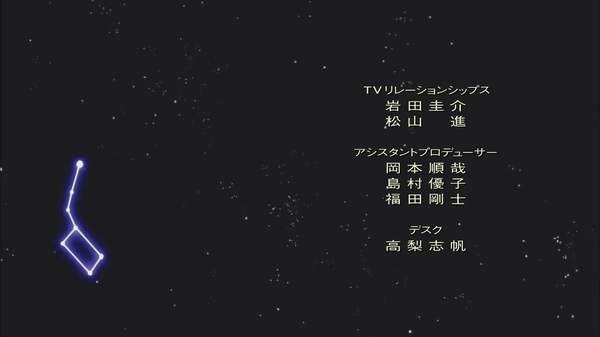 TVリレーションシップス
岩田圭介
松山 進
アシスタントプロデューサー
岡本順哉
島村優子
福田剛士
デスク
高梨志帆